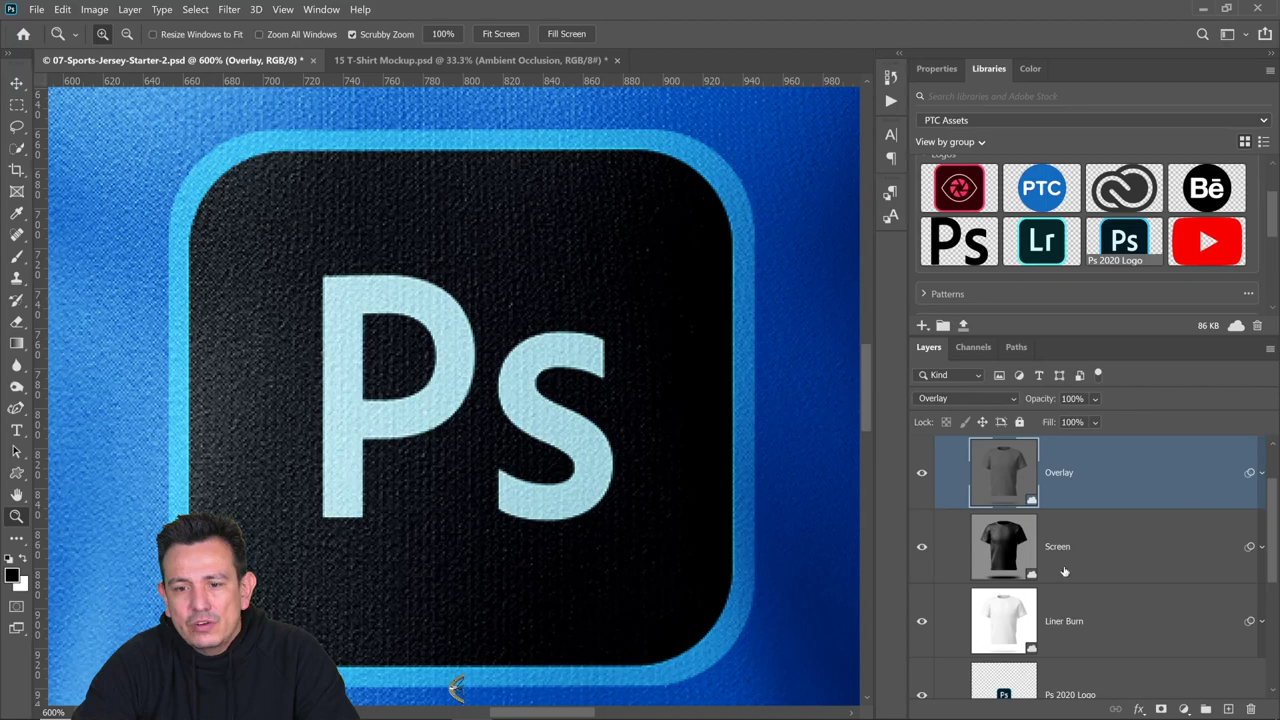 Ps File Edit Image Layer Type Select Filter 3D View Window Help
Resize Windows to Fit Zoom All Windows Scrubby Zoom 100% Fit Screen Fill Screen
© 07-Sports-Jersey-Starter-2.psd @ 600% (Overlay, RGB/8) * × 15 T-Shirt Mockup.psd @ 33.3% (Ambient Occlusion, RGB/8#) * ×
Properties Libraries Color
600 620 640 660 680 700 720 740 760 780 800 820 840 860 880 900 920 940 960 980
Search libraries and Adobe Stock
PTC Assets
View by group
Logos
PTC Bē
Ps Lr Ps
Ps 2020 Logo
Patterns
86 KB
Layers Channels Paths
Kind
Overlay Opacity: 100%
Lock: Fill: 100%
Overlay
Screen
Liner Burn
Ps 2020 Logo
Ps
600%